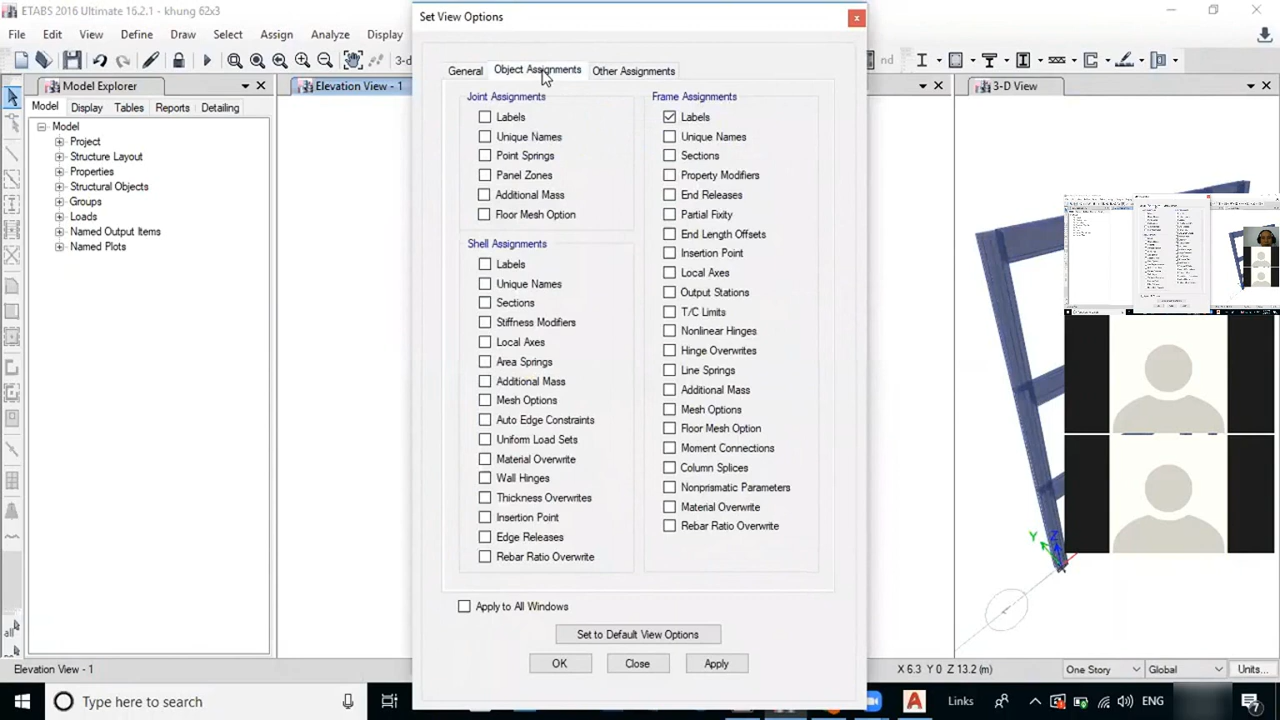 ETABS 2016 Ultimate 16.2.1 - khung 62x3
Set View Options
x
File Edit View Define Draw Select Assign Analyze Display
3-d
nd
Model Explorer
Elevation View - 1
3-D View
Model Display Tables Reports Detailing
Model
Project
Structure Layout
Properties
Structural Objects
Groups
Loads
Named Output Items
Named Plots
General Object Assignments Other Assignments
Joint Assignments
Labels
Unique Names
Point Springs
Panel Zones
Additional Mass
Floor Mesh Option
Shell Assignments
Labels
Unique Names
Sections
Stiffness Modifiers
Local Axes
Area Springs
Additional Mass
Mesh Options
Auto Edge Constraints
Uniform Load Sets
Material Overwrite
Wall Hinges
Thickness Overwrites
Insertion Point
Edge Releases
Rebar Ratio Overwrite
Frame Assignments
Labels
Unique Names
Sections
Property Modifiers
End Releases
Partial Fixity
End Length Offsets
Insertion Point
Local Axes
Output Stations
T/C Limits
Nonlinear Hinges
Hinge Overwrites
Line Springs
Additional Mass
Mesh Options
Floor Mesh Option
Moment Connections
Column Splices
Nonprismatic Parameters
Material Overwrite
Rebar Ratio Overwrite
Apply to All Windows
Set to Default View Options
OK Close Apply
Y Z
all
Elevation View - 1
X 6.3 Y 0 Z 13.2 (m)
One Story Global Units...
Type here to search
A
Links
ENG
7